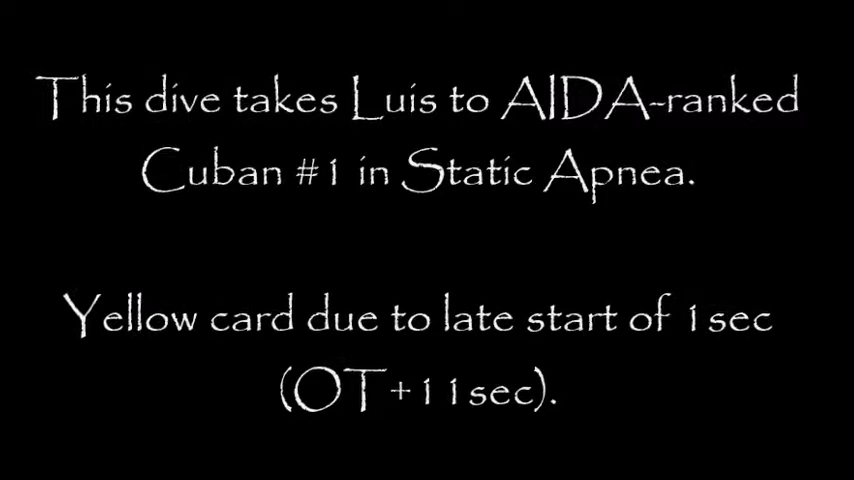 This dive takes Luis to AIDA-ranked
Cuban #1 in Static Apnea.
Yellow card due to late start of 1sec
(OT+11sec).